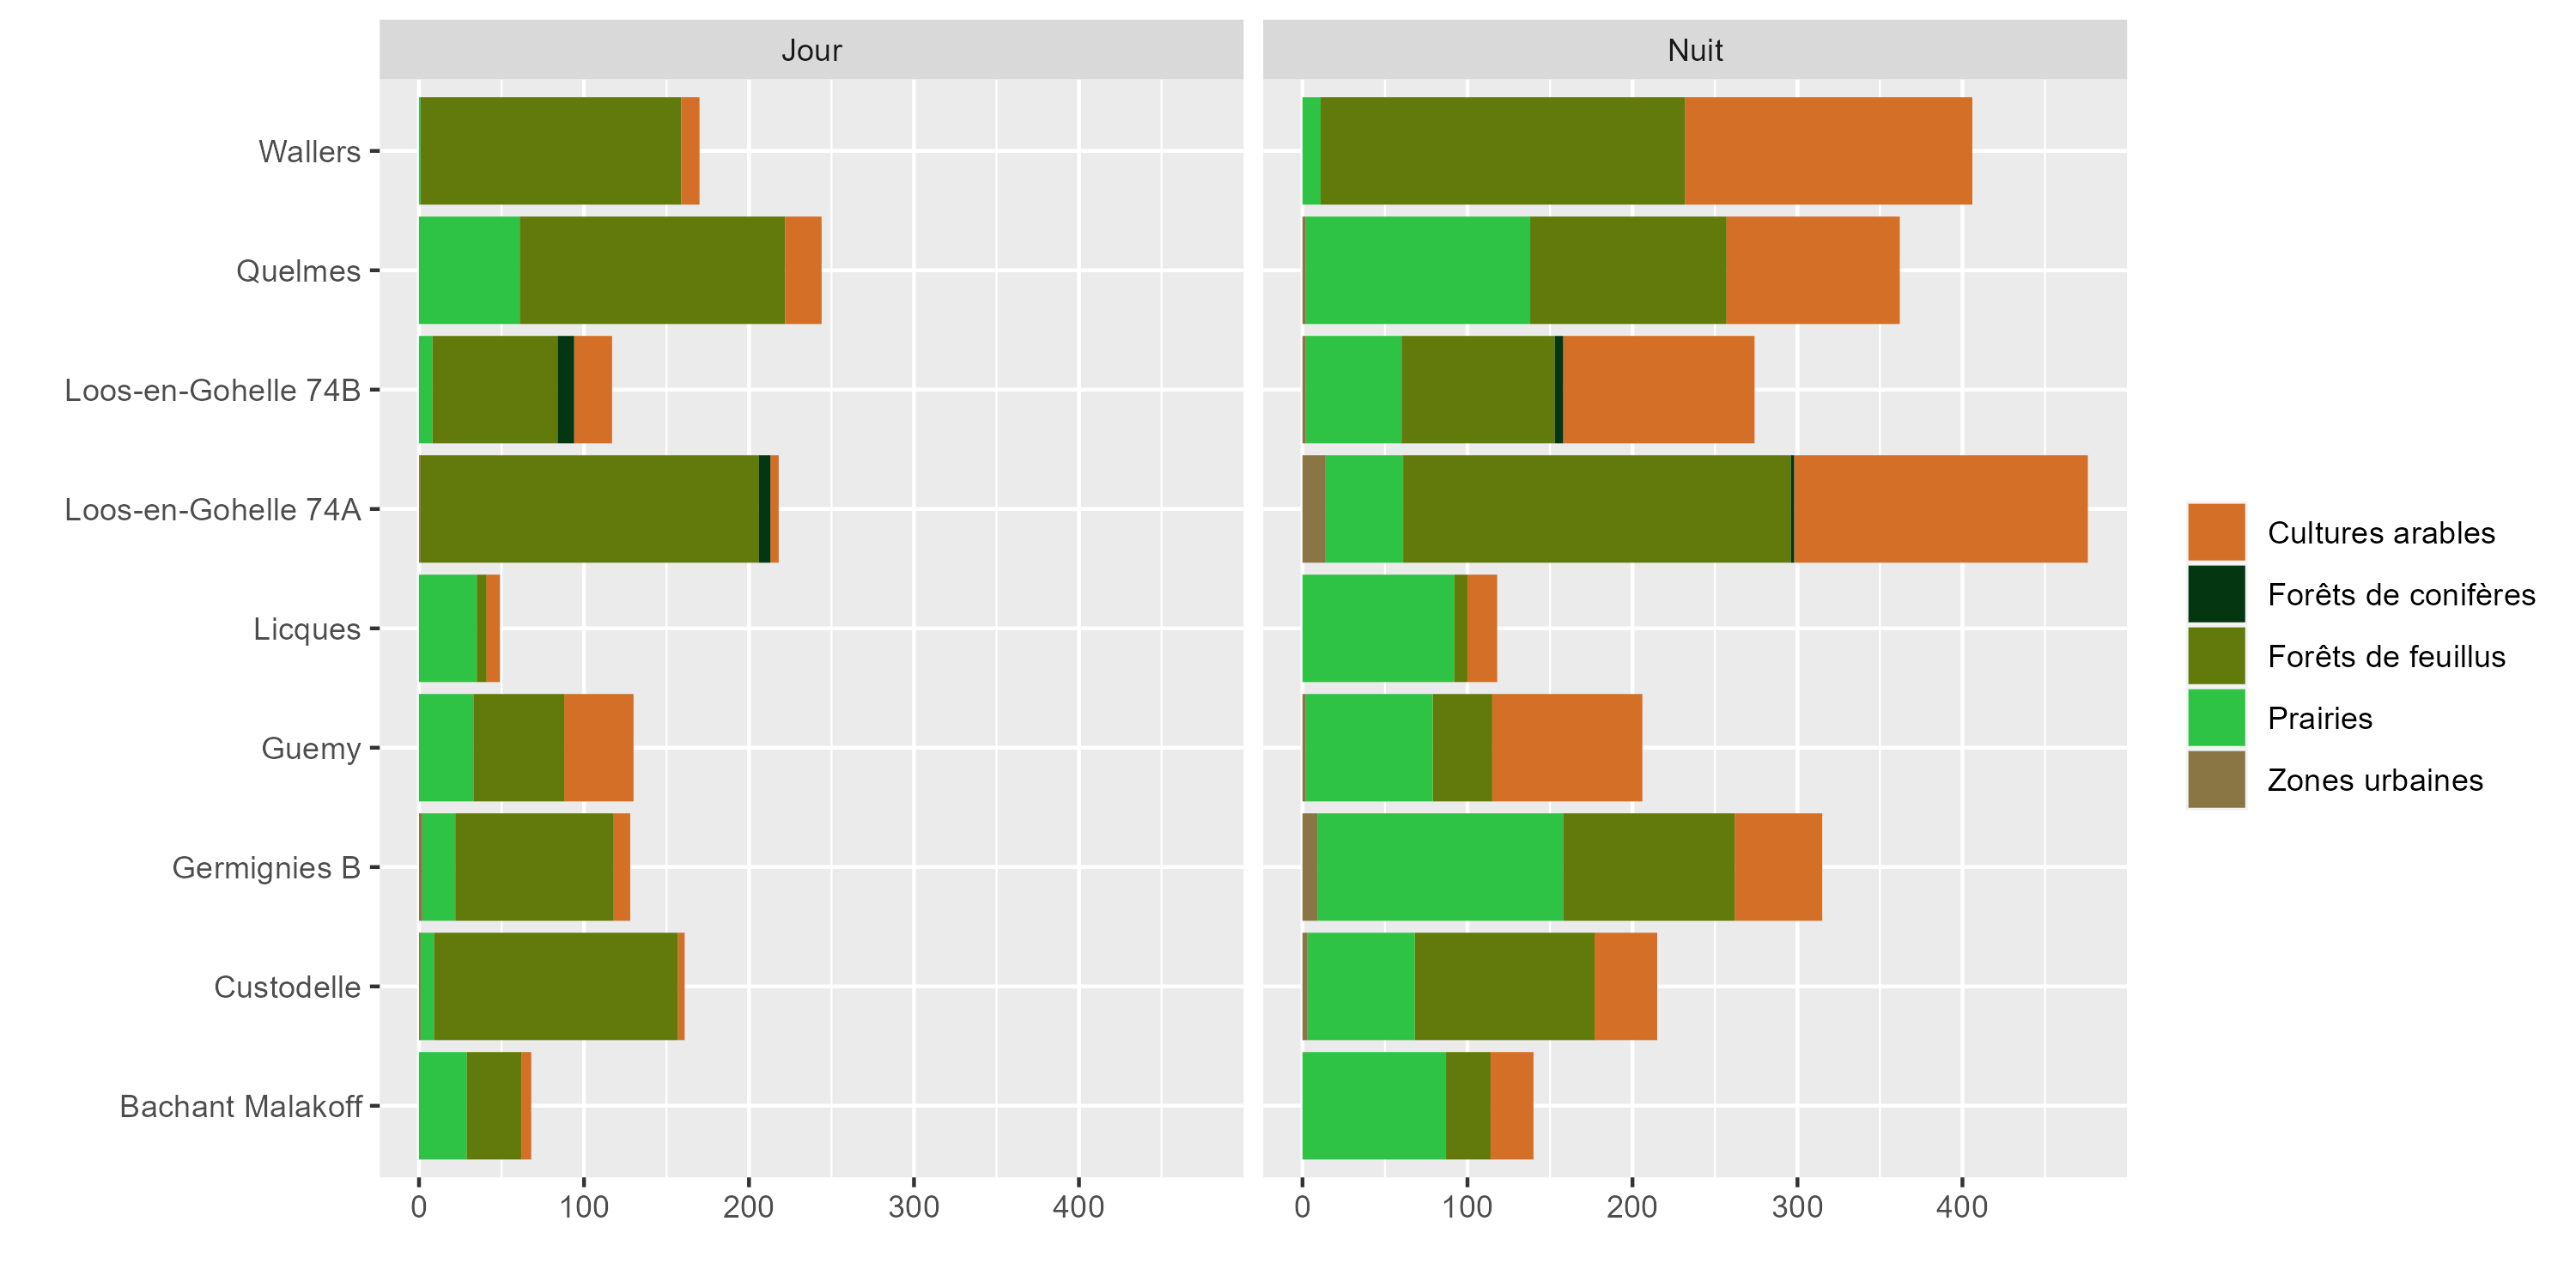 Jour
Nuit
Wallers
Quelmes
Loos-en-Gohelle 74B
Loos-en-Gohelle 74A
Licques
Guemy
Germignies B
Custodelle
Bachant Malakoff
0 100 200 300 400
0 100 200 300 400
Cultures arables
Forêts de conifères
Forêts de feuillus
Prairies
Zones urbaines